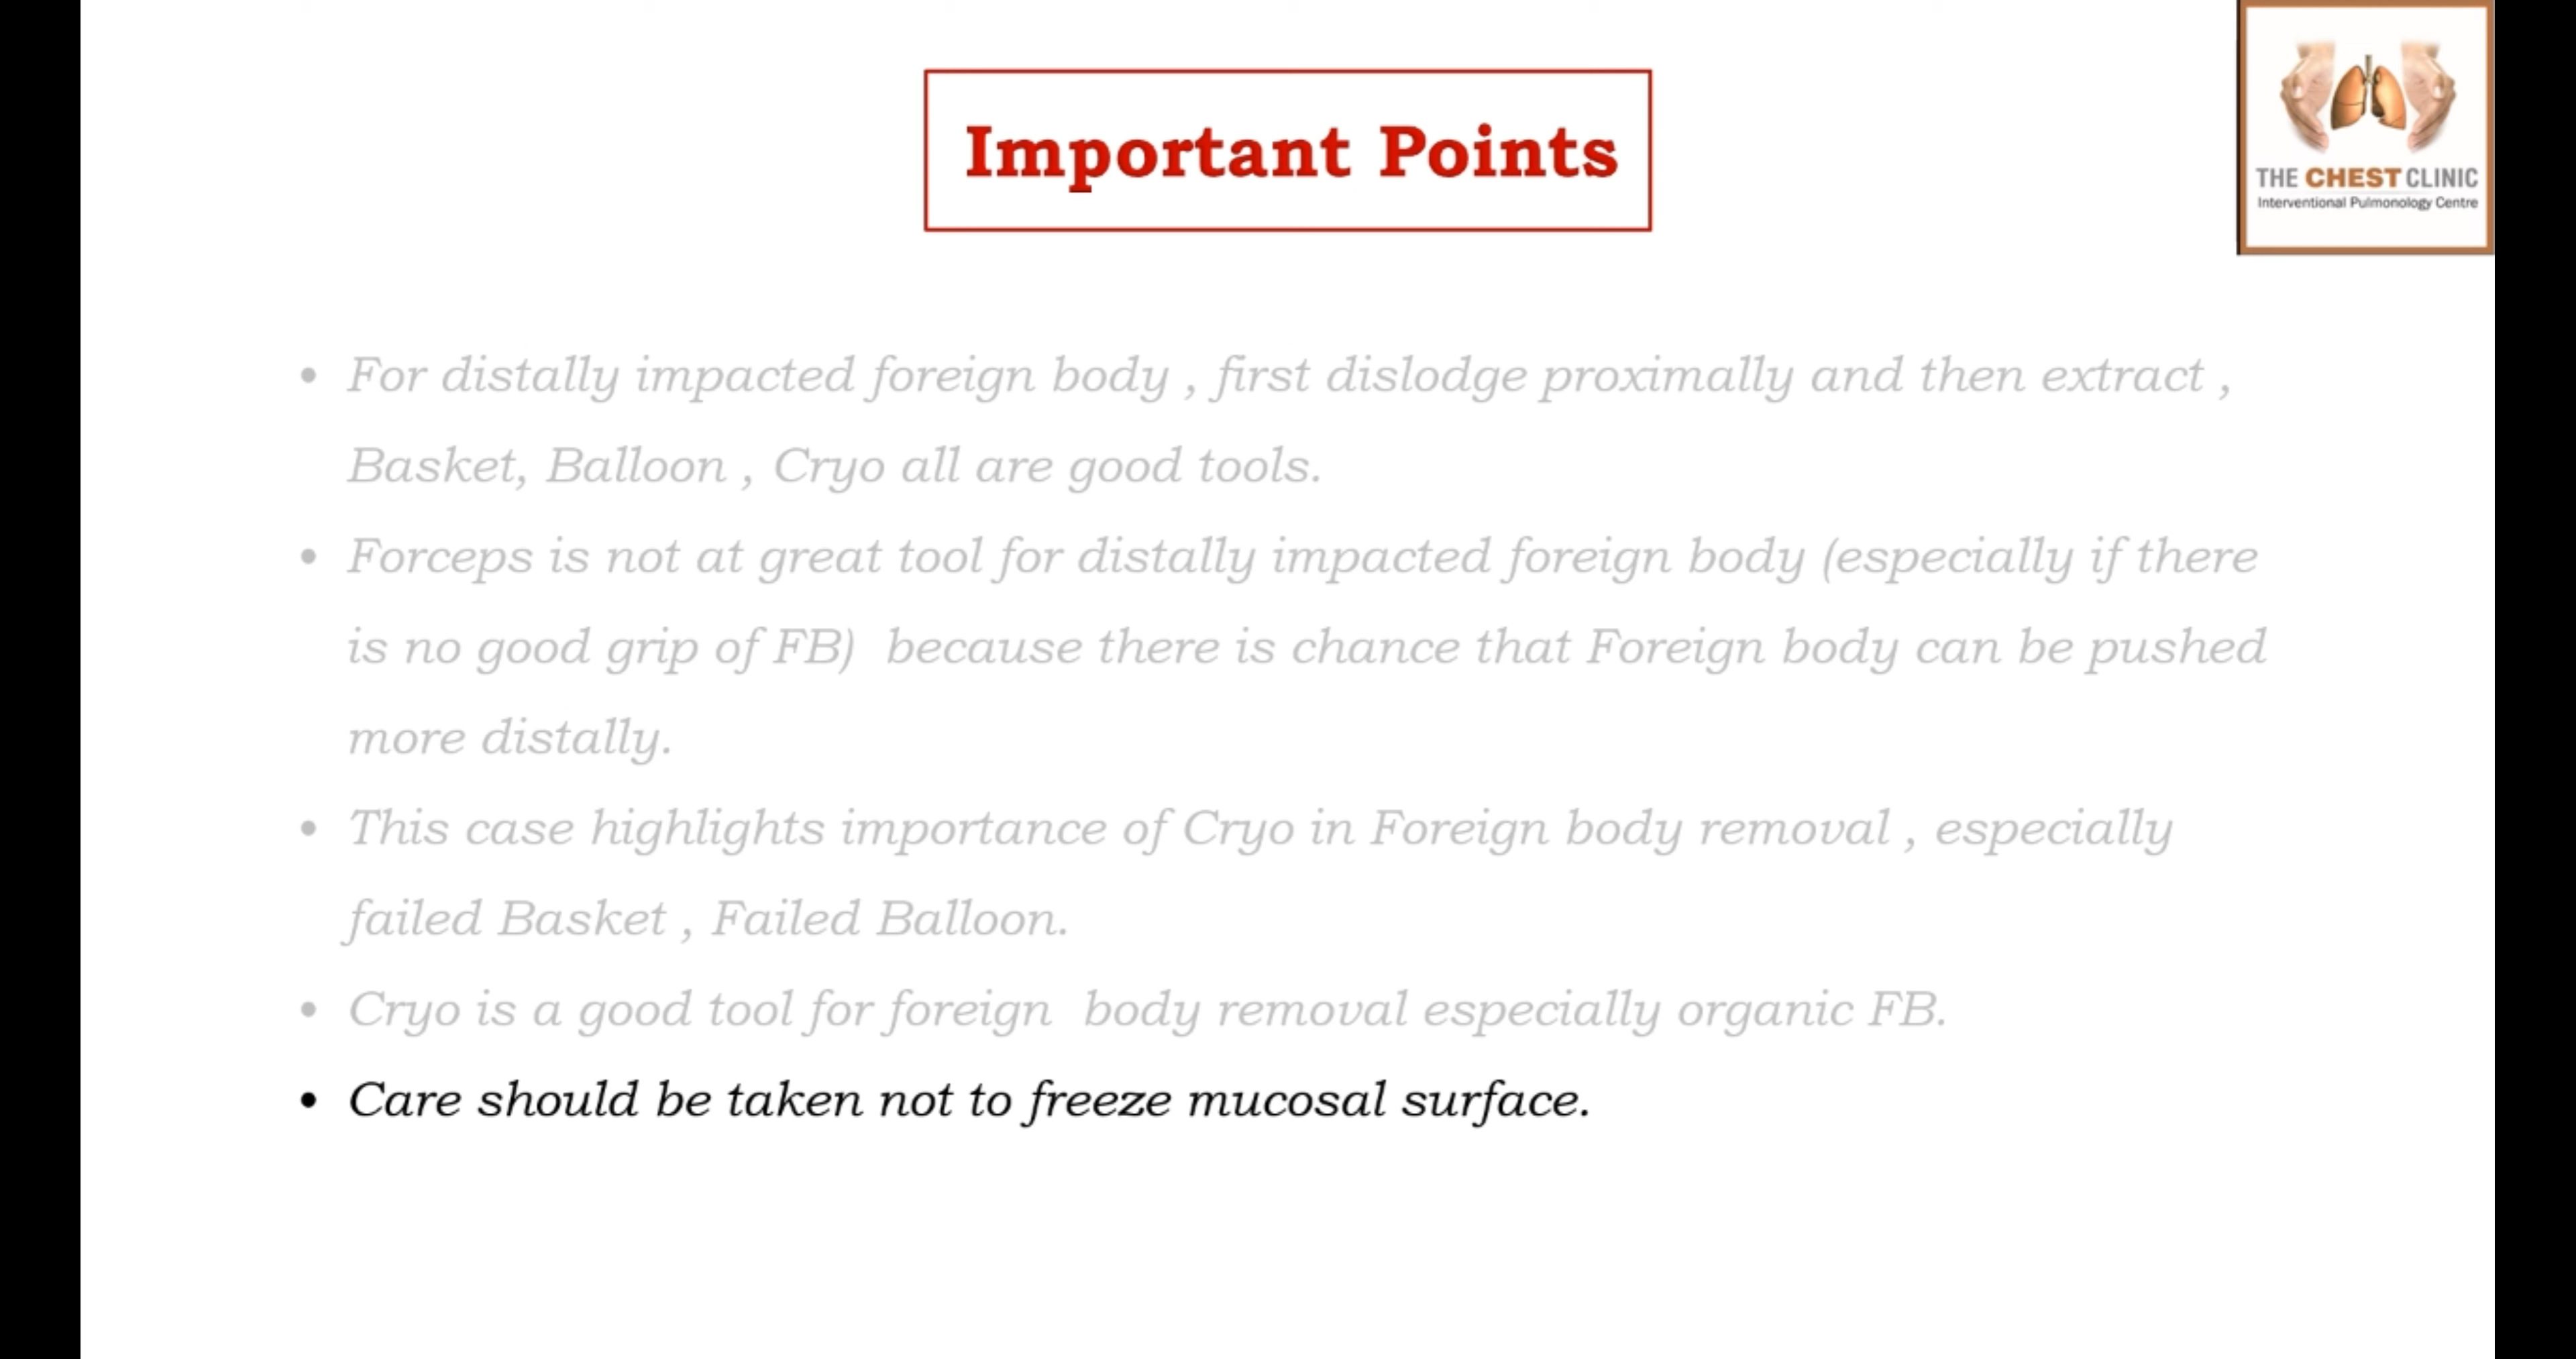 Important Points
THE CHEST CLINIC
Interventional Pulmonology Centre
• For distally impacted foreign body , first dislodge proximally and then extract ,
Basket, Balloon , Cryo all are good tools.
• Forceps is not at great tool for distally impacted foreign body (especially if there
is no good grip of FB)  because there is chance that Foreign body can be pushed
more distally.
• This case highlights importance of Cryo in Foreign body removal , especially
failed Basket , Failed Balloon.
• Cryo is a good tool for foreign  body removal especially organic FB.
• Care should be taken not to freeze mucosal surface.